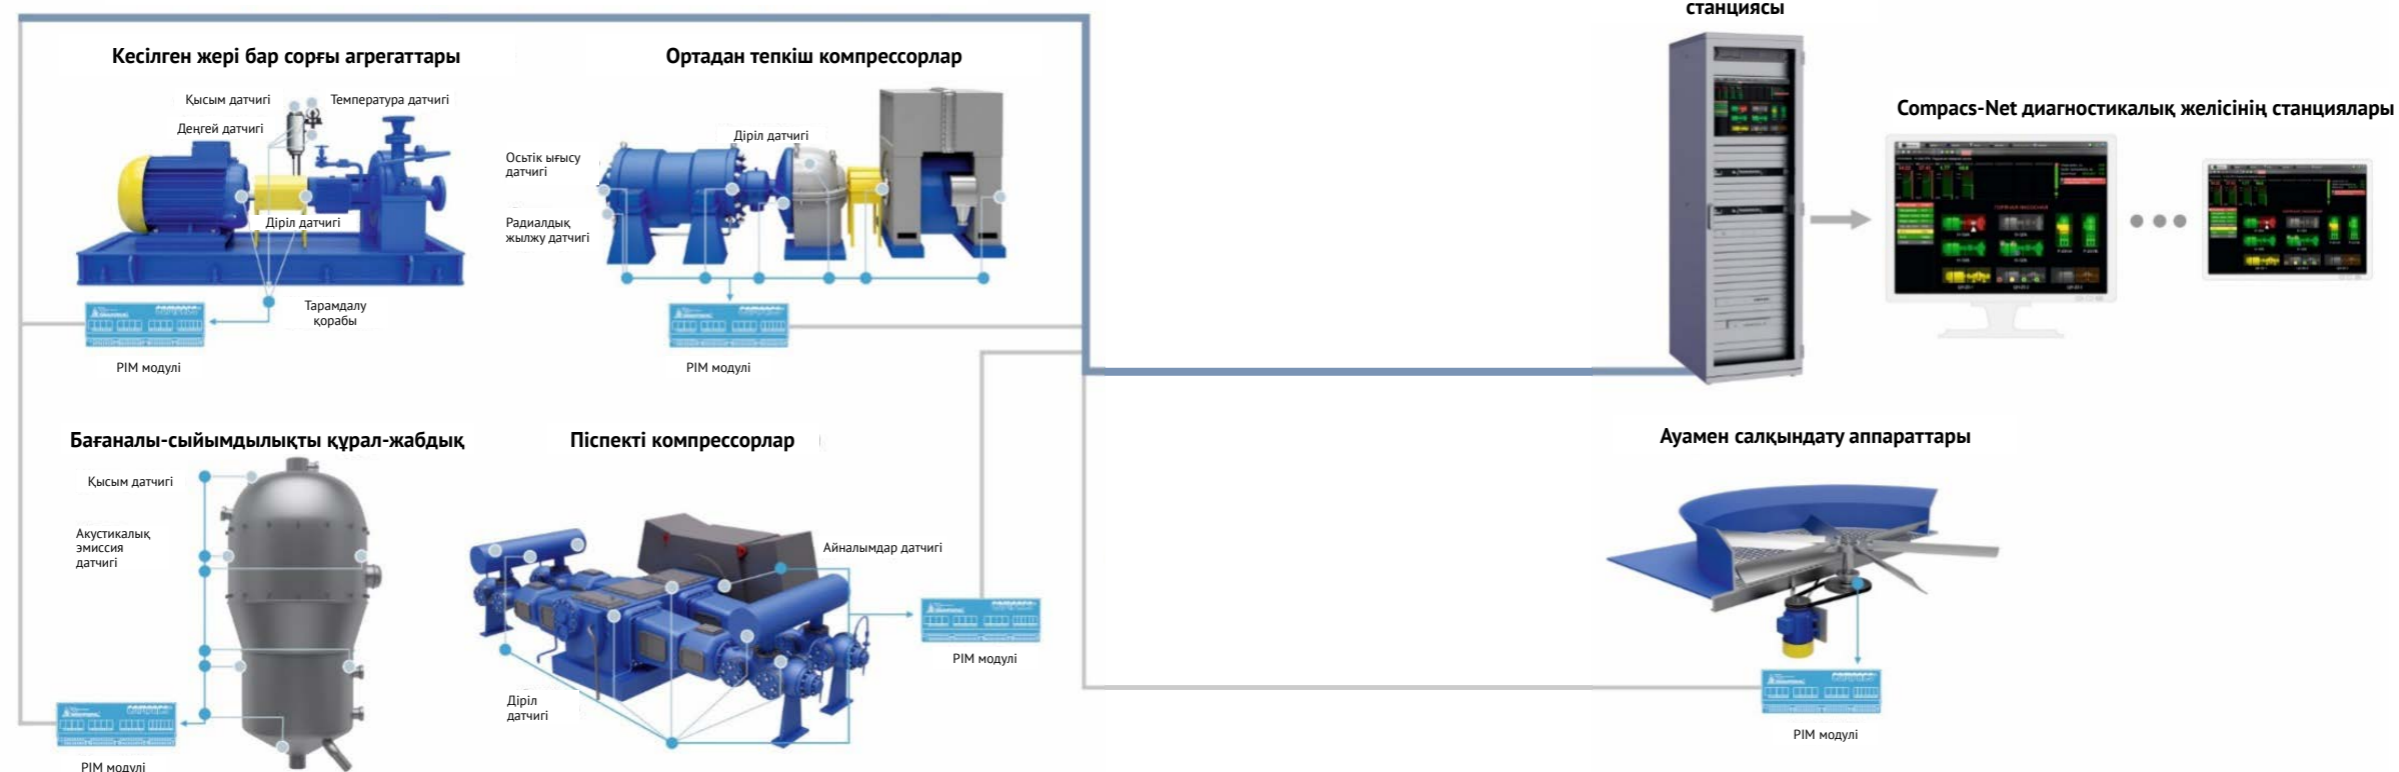 станциясы
Кесілген жері бар сорғы агрегаттары
Қысым датчигі
Температура датчигі
Деңгей датчигі
Діріл датчигі
Тарамдалу
қорабы
PIM модулі
Ортадан тепкіш компрессорлар
Діріл датчигі
Осьтік ығысу
датчигі
Радиалдық
жылжу датчигі
PIM модулі
Compacs-Net диагностикалық желісінің станциялары
Бағаналы-сыйымдылықты құрал-жабдық
Қысым датчигі
Акустикалық
эмиссия
датчигі
PIM модулі
Піспекті компрессорлар
Айналымдар датчигі
Діріл
датчигі
PIM модулі
Ауамен салқындату аппараттары
PIM модулі